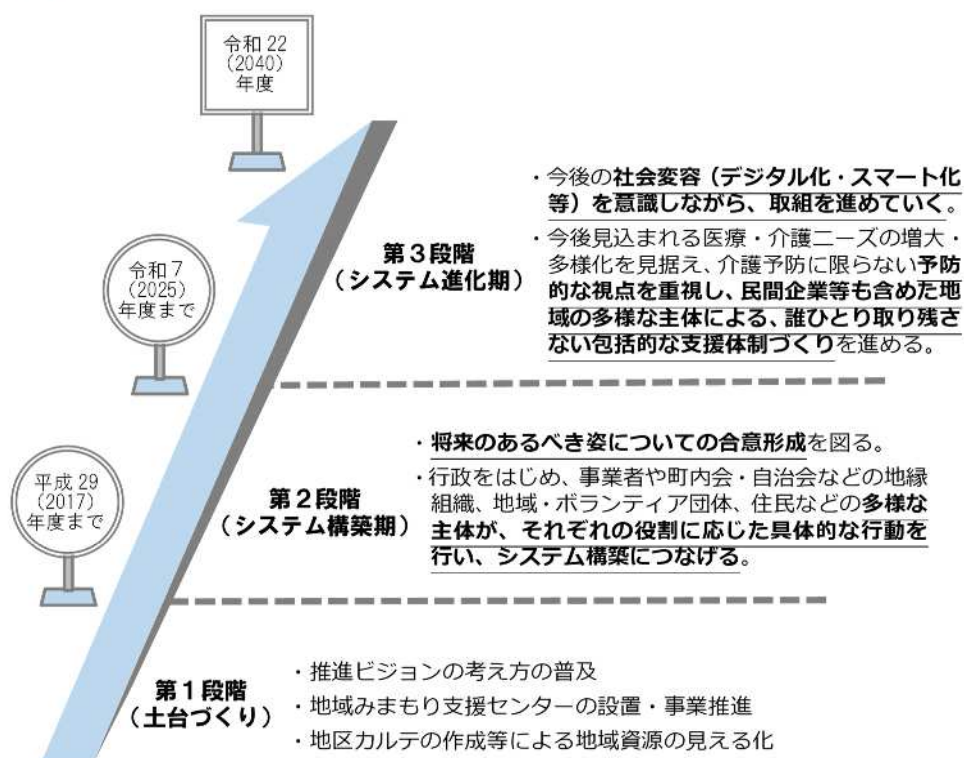 令和22
（2040）
年度
・今後の社会変容（デジタル化・スマート化
等）を意識しながら、取組を進めていく。
・今後見込まれる医療・介護ニーズの増大・
多様化を見据え、介護予防に限らない予防
的な視点を重視し、民間企業等も含めた地
域の多様な主体による、誰ひとり取り残さ
ない包括的な支援体制づくりを進める。
第３段階
（システム進化期）
令和7
（2025）
年度まで
・将来のあるべき姿についての合意形成を図る。
・行政をはじめ、事業者や町内会・自治会などの地縁
組織、地域・ボランティア団体、住民などの多様な
主体が、それぞれの役割に応じた具体的な行動を
行い、システム構築につなげる。
第２段階
（システム構築期）
平成29
（2017）
年度まで
第１段階
（土台づくり）
・推進ビジョンの考え方の普及
・地域みまもり支援センターの設置・事業推進
・地区カルテの作成等による地域資源の見える化